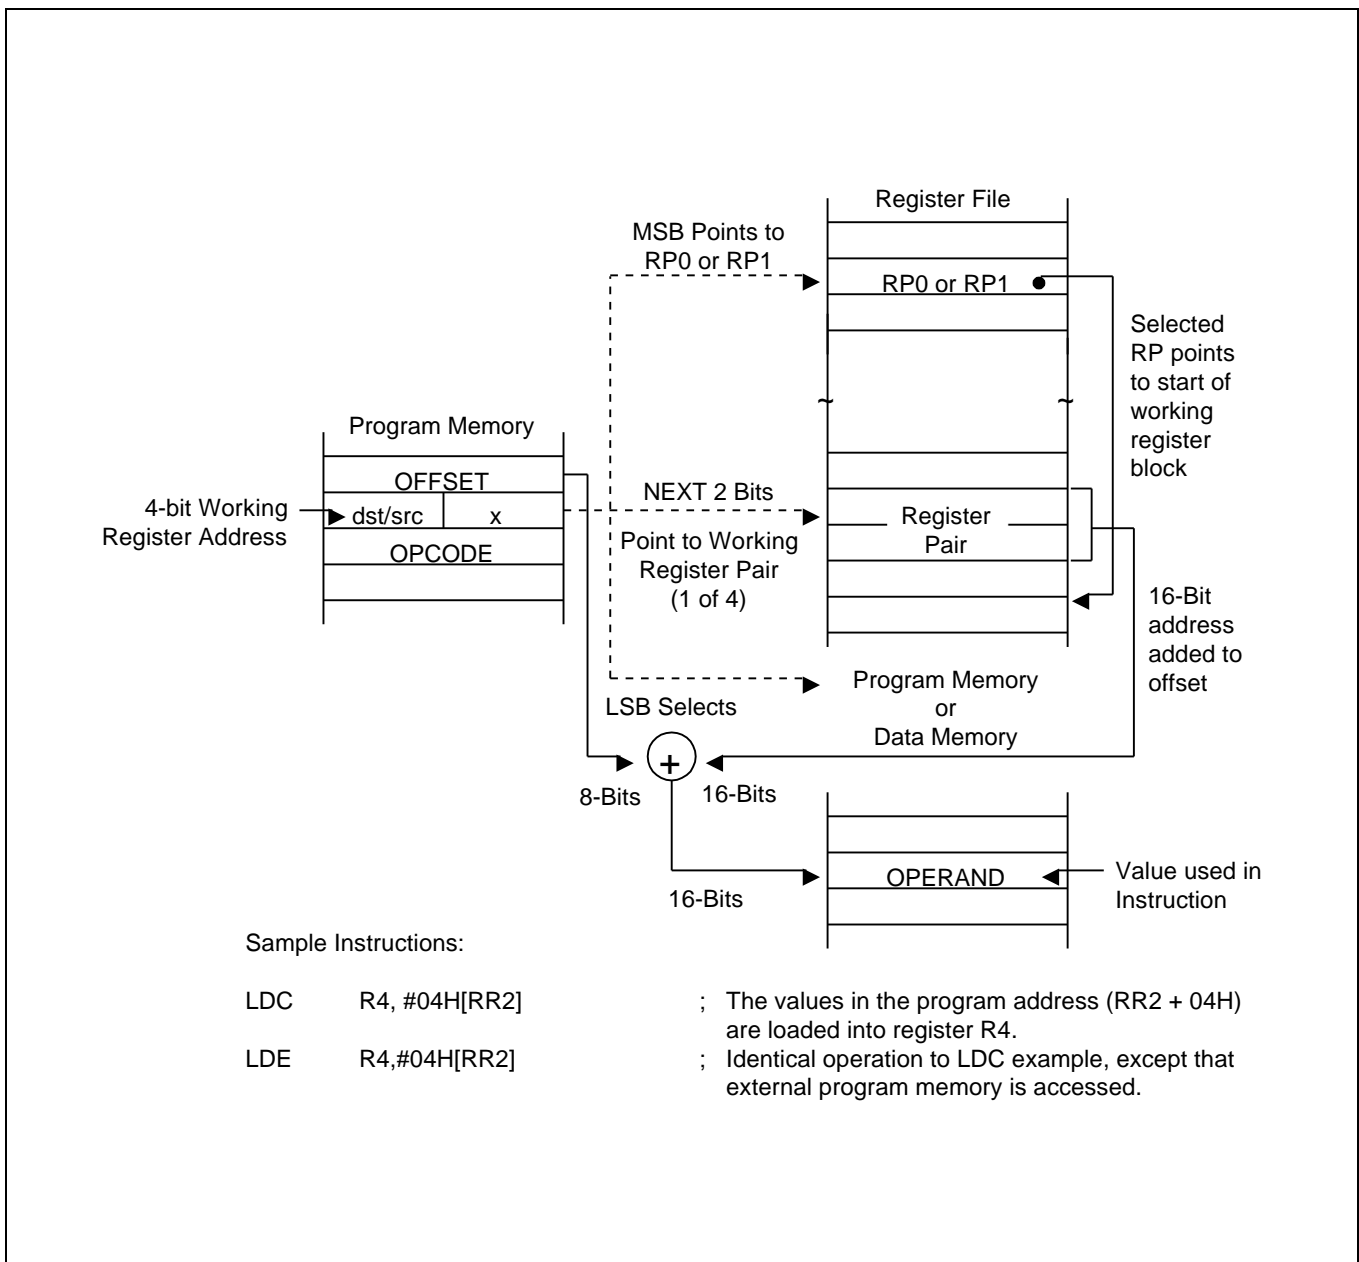 Register File
MSB Points to
RP0 or RP1
RP0 or RP1
Selected
RP points
to start of
working
register
block
~ ~
Program Memory
OFFSET
4-bit Working
Register Address
dst/src x
OPCODE
NEXT 2 Bits
Point to Working
Register Pair
(1 of 4)
Register
Pair
16-Bit
address
added to
offset
Program Memory
or
Data Memory
LSB Selects
+
8-Bits 16-Bits
16-Bits
OPERAND
Value used in
Instruction
Sample Instructions:
LDC R4, #04H[RR2] ; The values in the program address (RR2 + 04H)
are loaded into register R4.
LDE R4,#04H[RR2] ; Identical operation to LDC example, except that
external program memory is accessed.